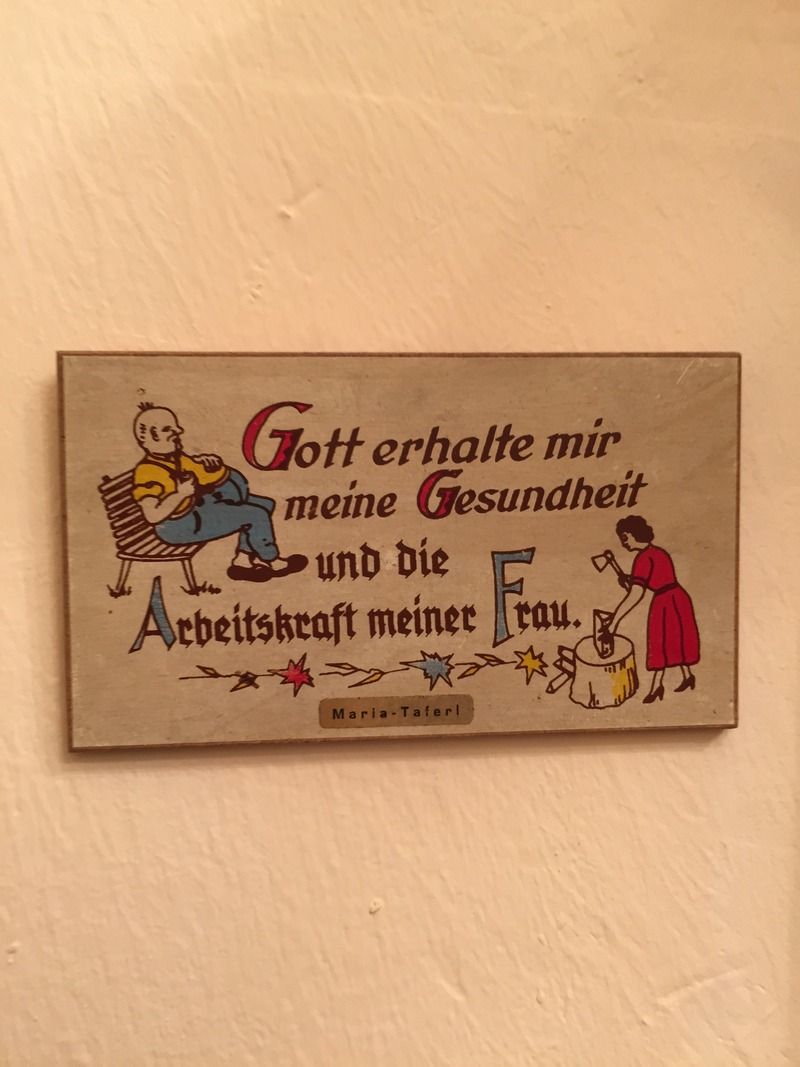 Gott erhalte mir
meine Gesundheit
und die
Arbeitskraft meiner Frau.
Maria-Taferl